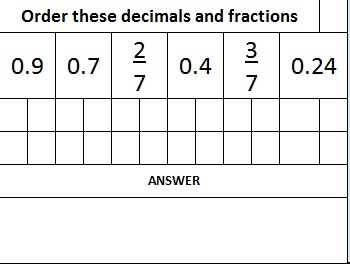 Order these decimals and fractions
0.9 0.7 2/7 0.4 3/7 0.24
ANSWER